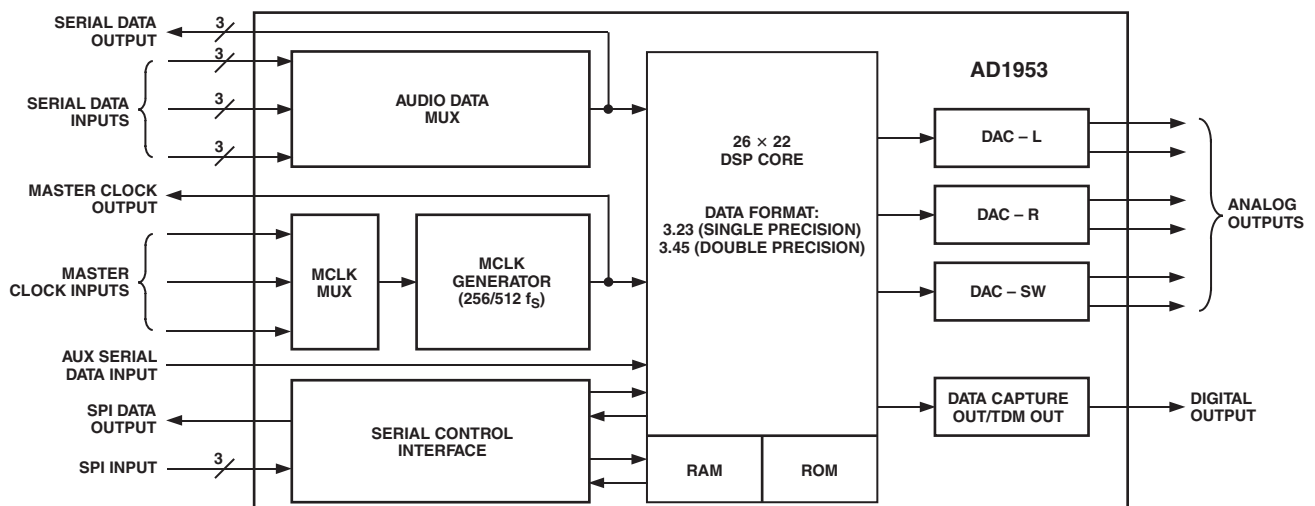 SERIAL DATA
OUTPUT
3
3
SERIAL DATA
INPUTS
3
3
AUDIO DATA
MUX
MASTER CLOCK
OUTPUT
MASTER
CLOCK INPUTS
MCLK
MUX
MCLK
GENERATOR
(256/512 fS)
AUX SERIAL
DATA INPUT
SPI DATA
OUTPUT
SPI INPUT
3
SERIAL CONTROL
INTERFACE
26 × 22
DSP CORE
DATA FORMAT:
3.23 (SINGLE PRECISION)
3.45 (DOUBLE PRECISION)
RAM
ROM
AD1953
DAC – L
DAC – R
DAC – SW
ANALOG
OUTPUTS
DATA CAPTURE
OUT/TDM OUT
DIGITAL
OUTPUT